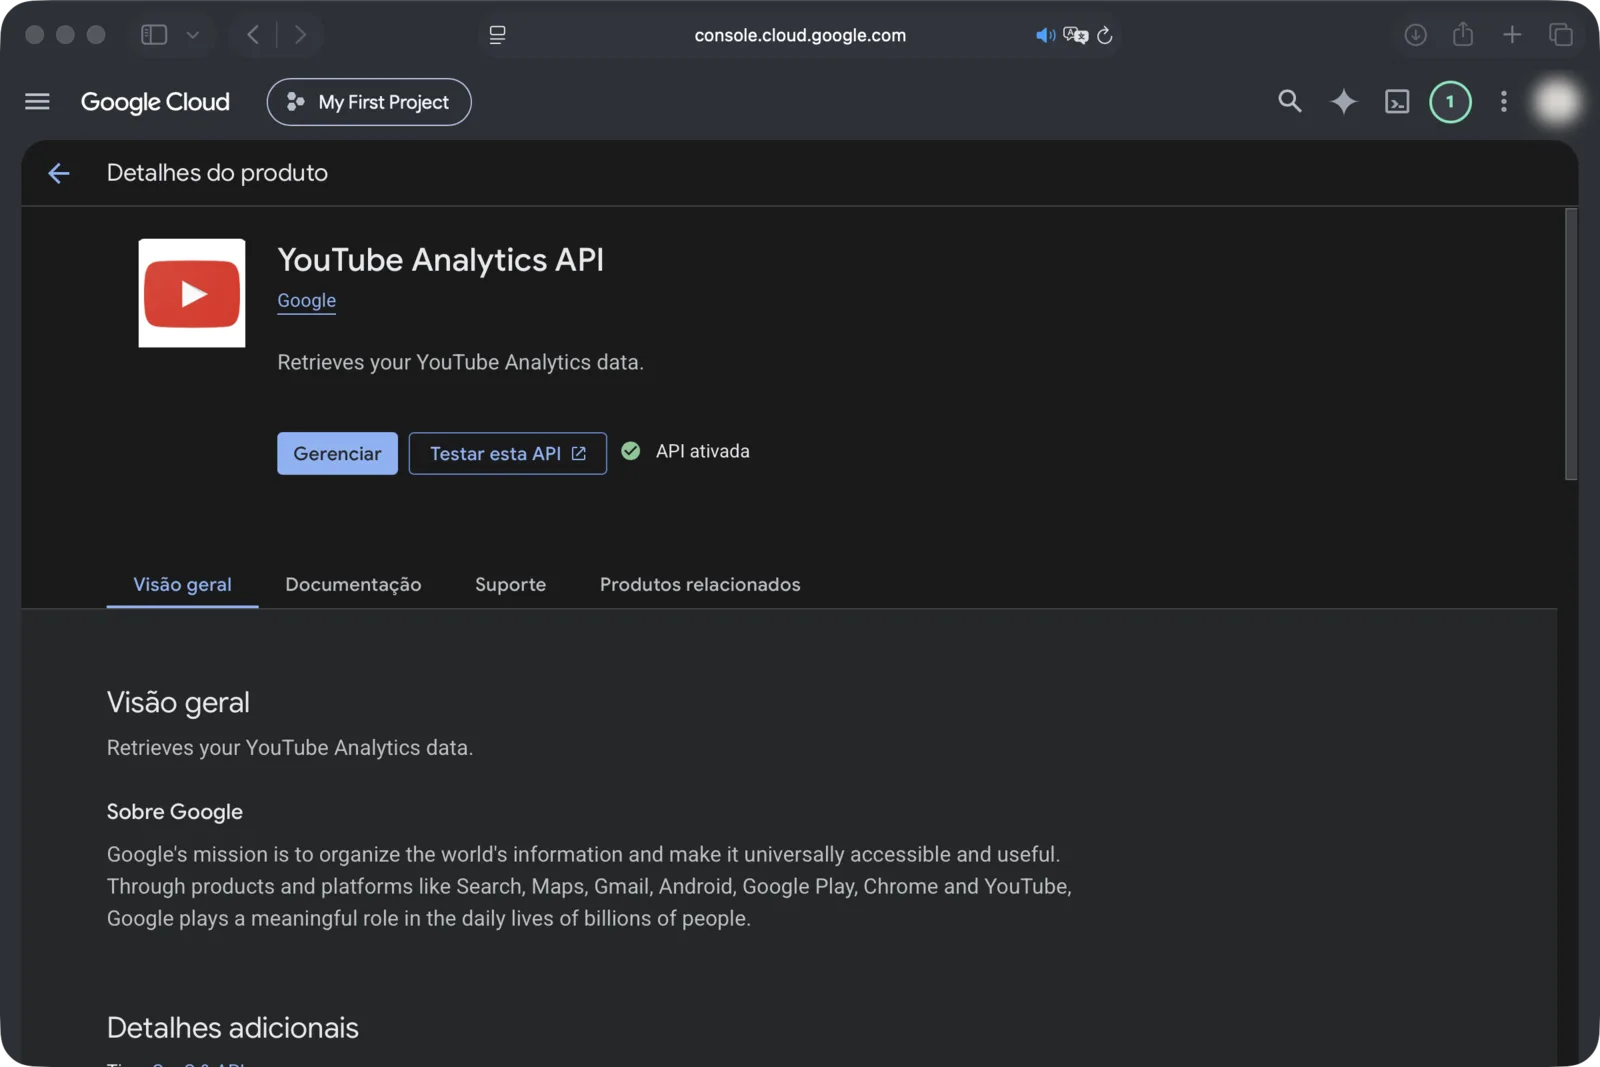 console.cloud.google.com
Google Cloud
My First Project
1
Detalhes do produto
YouTube Analytics API
Google
Retrieves your YouTube Analytics data.
Gerenciar
Testar esta API
API ativada
Visão geral
Documentação
Suporte
Produtos relacionados
Visão geral
Retrieves your YouTube Analytics data.
Sobre Google
Google's mission is to organize the world's information and make it universally accessible and useful.
Through products and platforms like Search, Maps, Gmail, Android, Google Play, Chrome and YouTube,
Google plays a meaningful role in the daily lives of billions of people.
Detalhes adicionais